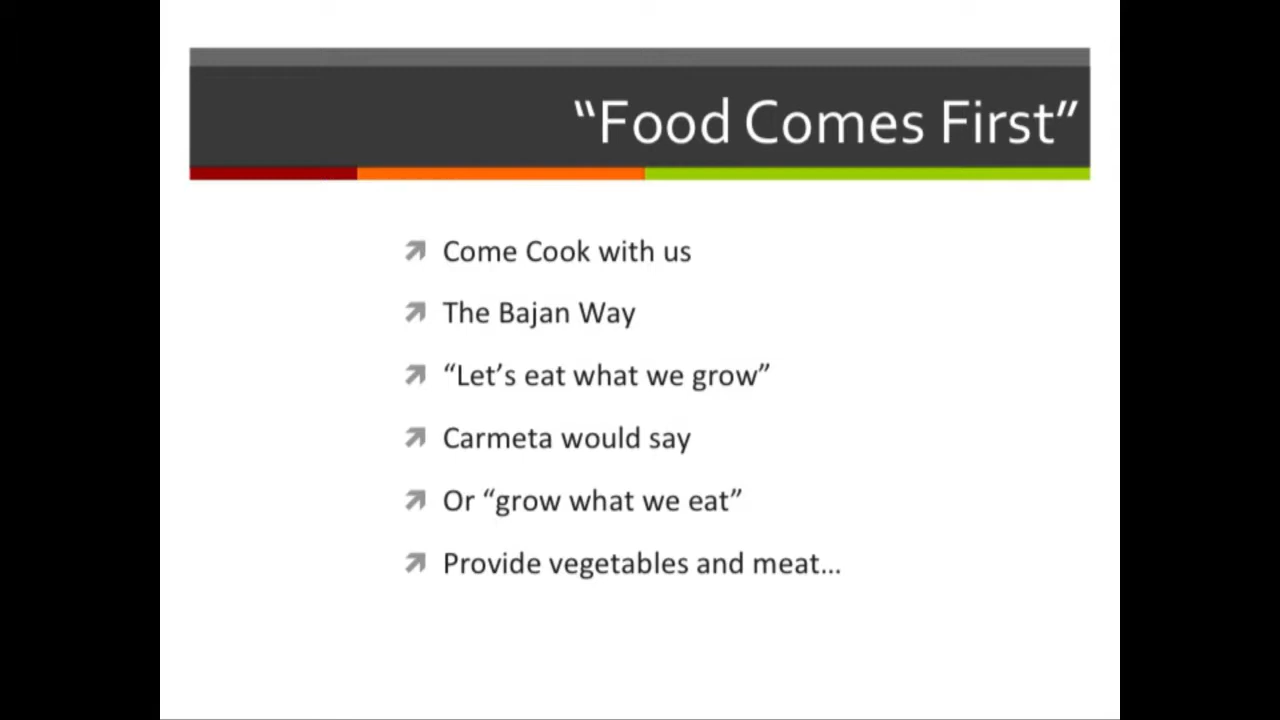 “Food Comes First”
Come Cook with us
The Bajan Way
“Let’s eat what we grow”
Carmeta would say
Or “grow what we eat”
Provide vegetables and meat...